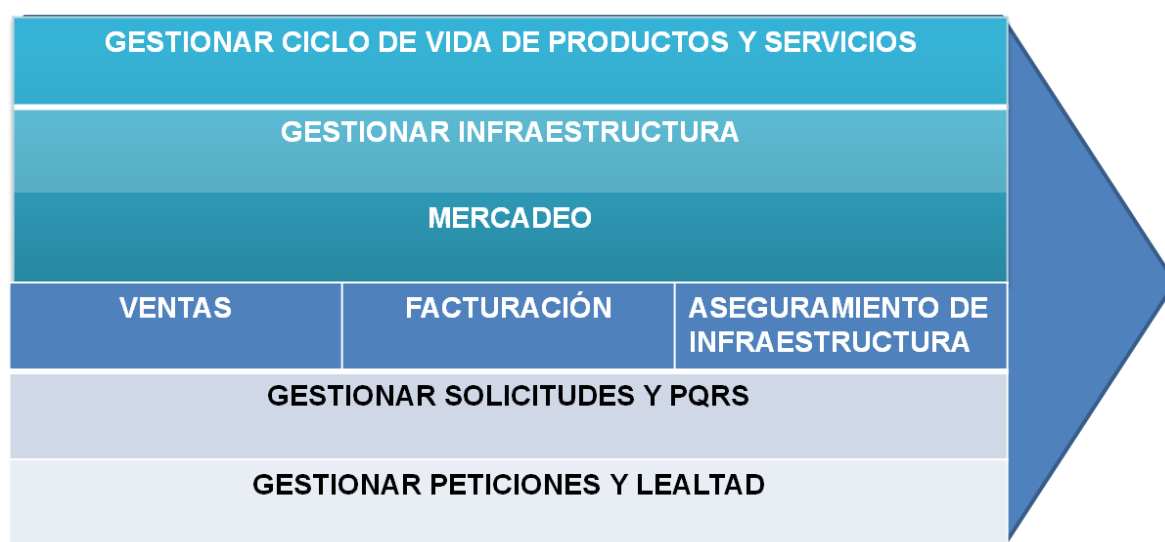 GESTIONAR CICLO DE VIDA DE PRODUCTOS Y SERVICIOS
GESTIONAR INFRAESTRUCTURA
MERCADEO
VENTAS
FACTURACIÓN
ASEGURAMIENTO DE
INFRAESTRUCTURA
GESTIONAR SOLICITUDES Y PQRS
GESTIONAR PETICIONES Y LEALTAD